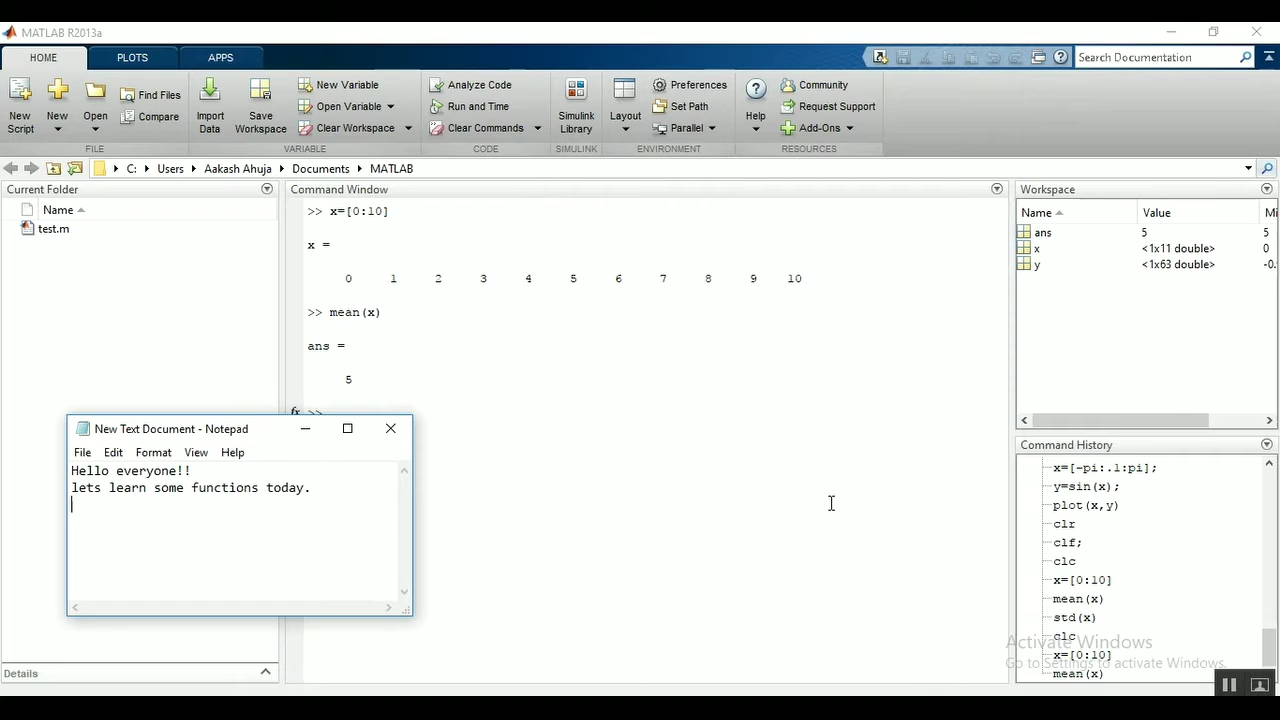 MATLAB R2013a
HOME PLOTS APPS
Search Documentation
New Script
New
Open
Find Files
Compare
FILE
Import Data
Save Workspace
New Variable
Open Variable
Clear Workspace
VARIABLE
Analyze Code
Run and Time
Clear Commands
CODE
Simulink Library
SIMULINK
Layout
Preferences
Set Path
Parallel
ENVIRONMENT
Help
Community
Request Support
Add-Ons
RESOURCES
C: Users Aakash Ahuja Documents MATLAB
Current Folder
Name
test.m
Details
Command Window
>> x=[0:10]
x =
0 1 2 3 4 5 6 7 8 9 10
>> mean(x)
ans =
5
fx >>
New Text Document - Notepad
File Edit Format View Help
Hello everyone!!
lets learn some functions today.
Workspace
Name Value
ans 5 5
x <1x11 double> 0
y <1x63 double>
Command History
x=[-pi:.1:pi];
y=sin(x);
plot(x,y)
clr
clf;
clc
x=[0:10]
mean(x)
std(x)
clc
x=[0:10]
mean(x)
Activate Windows
Go to Settings to activate Windows.